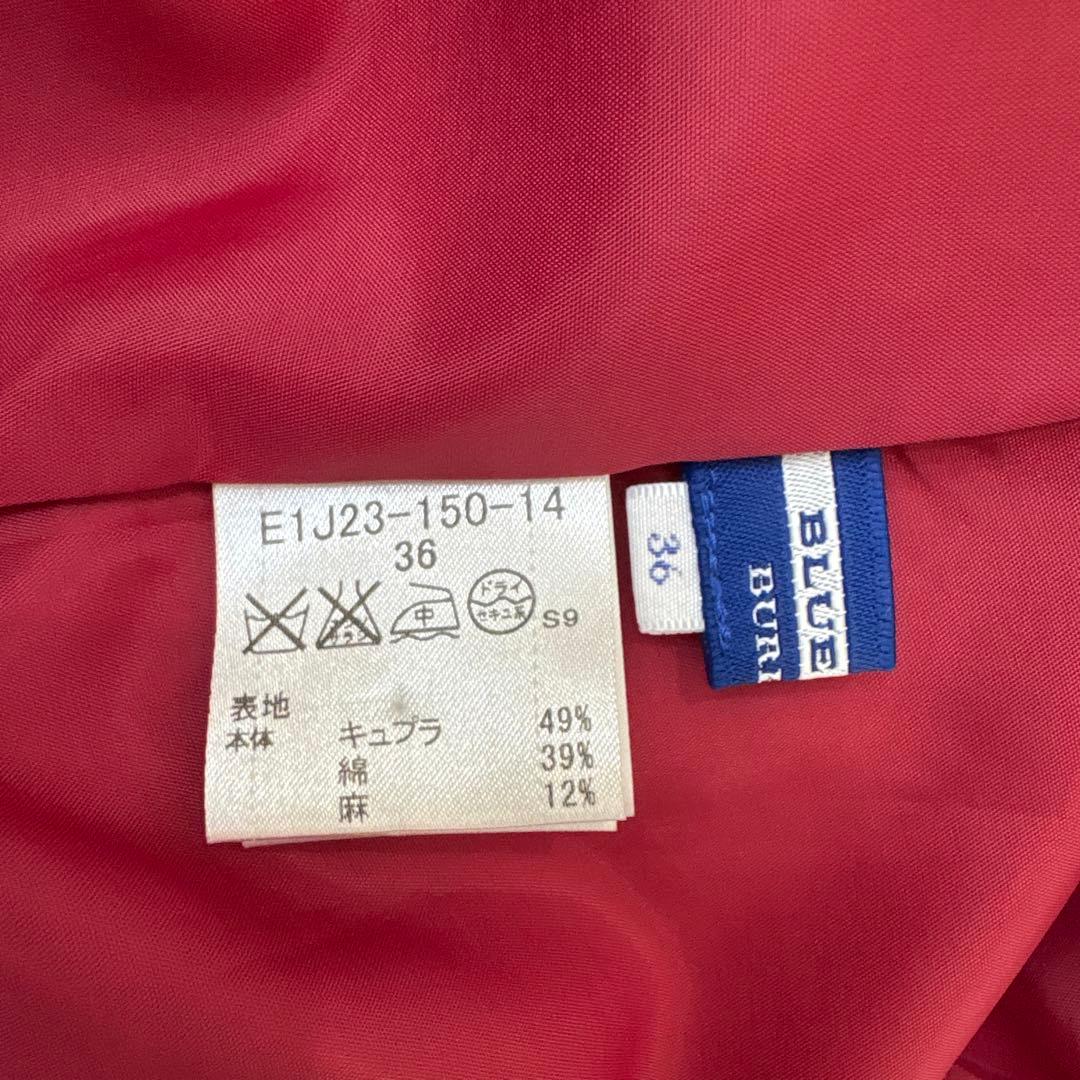 E1J23-150-14
36
中
ドライ
セキユ系
S9
表地
本体 キュプラ 49%
綿 39%
麻 12%
36
BLUE
BUR